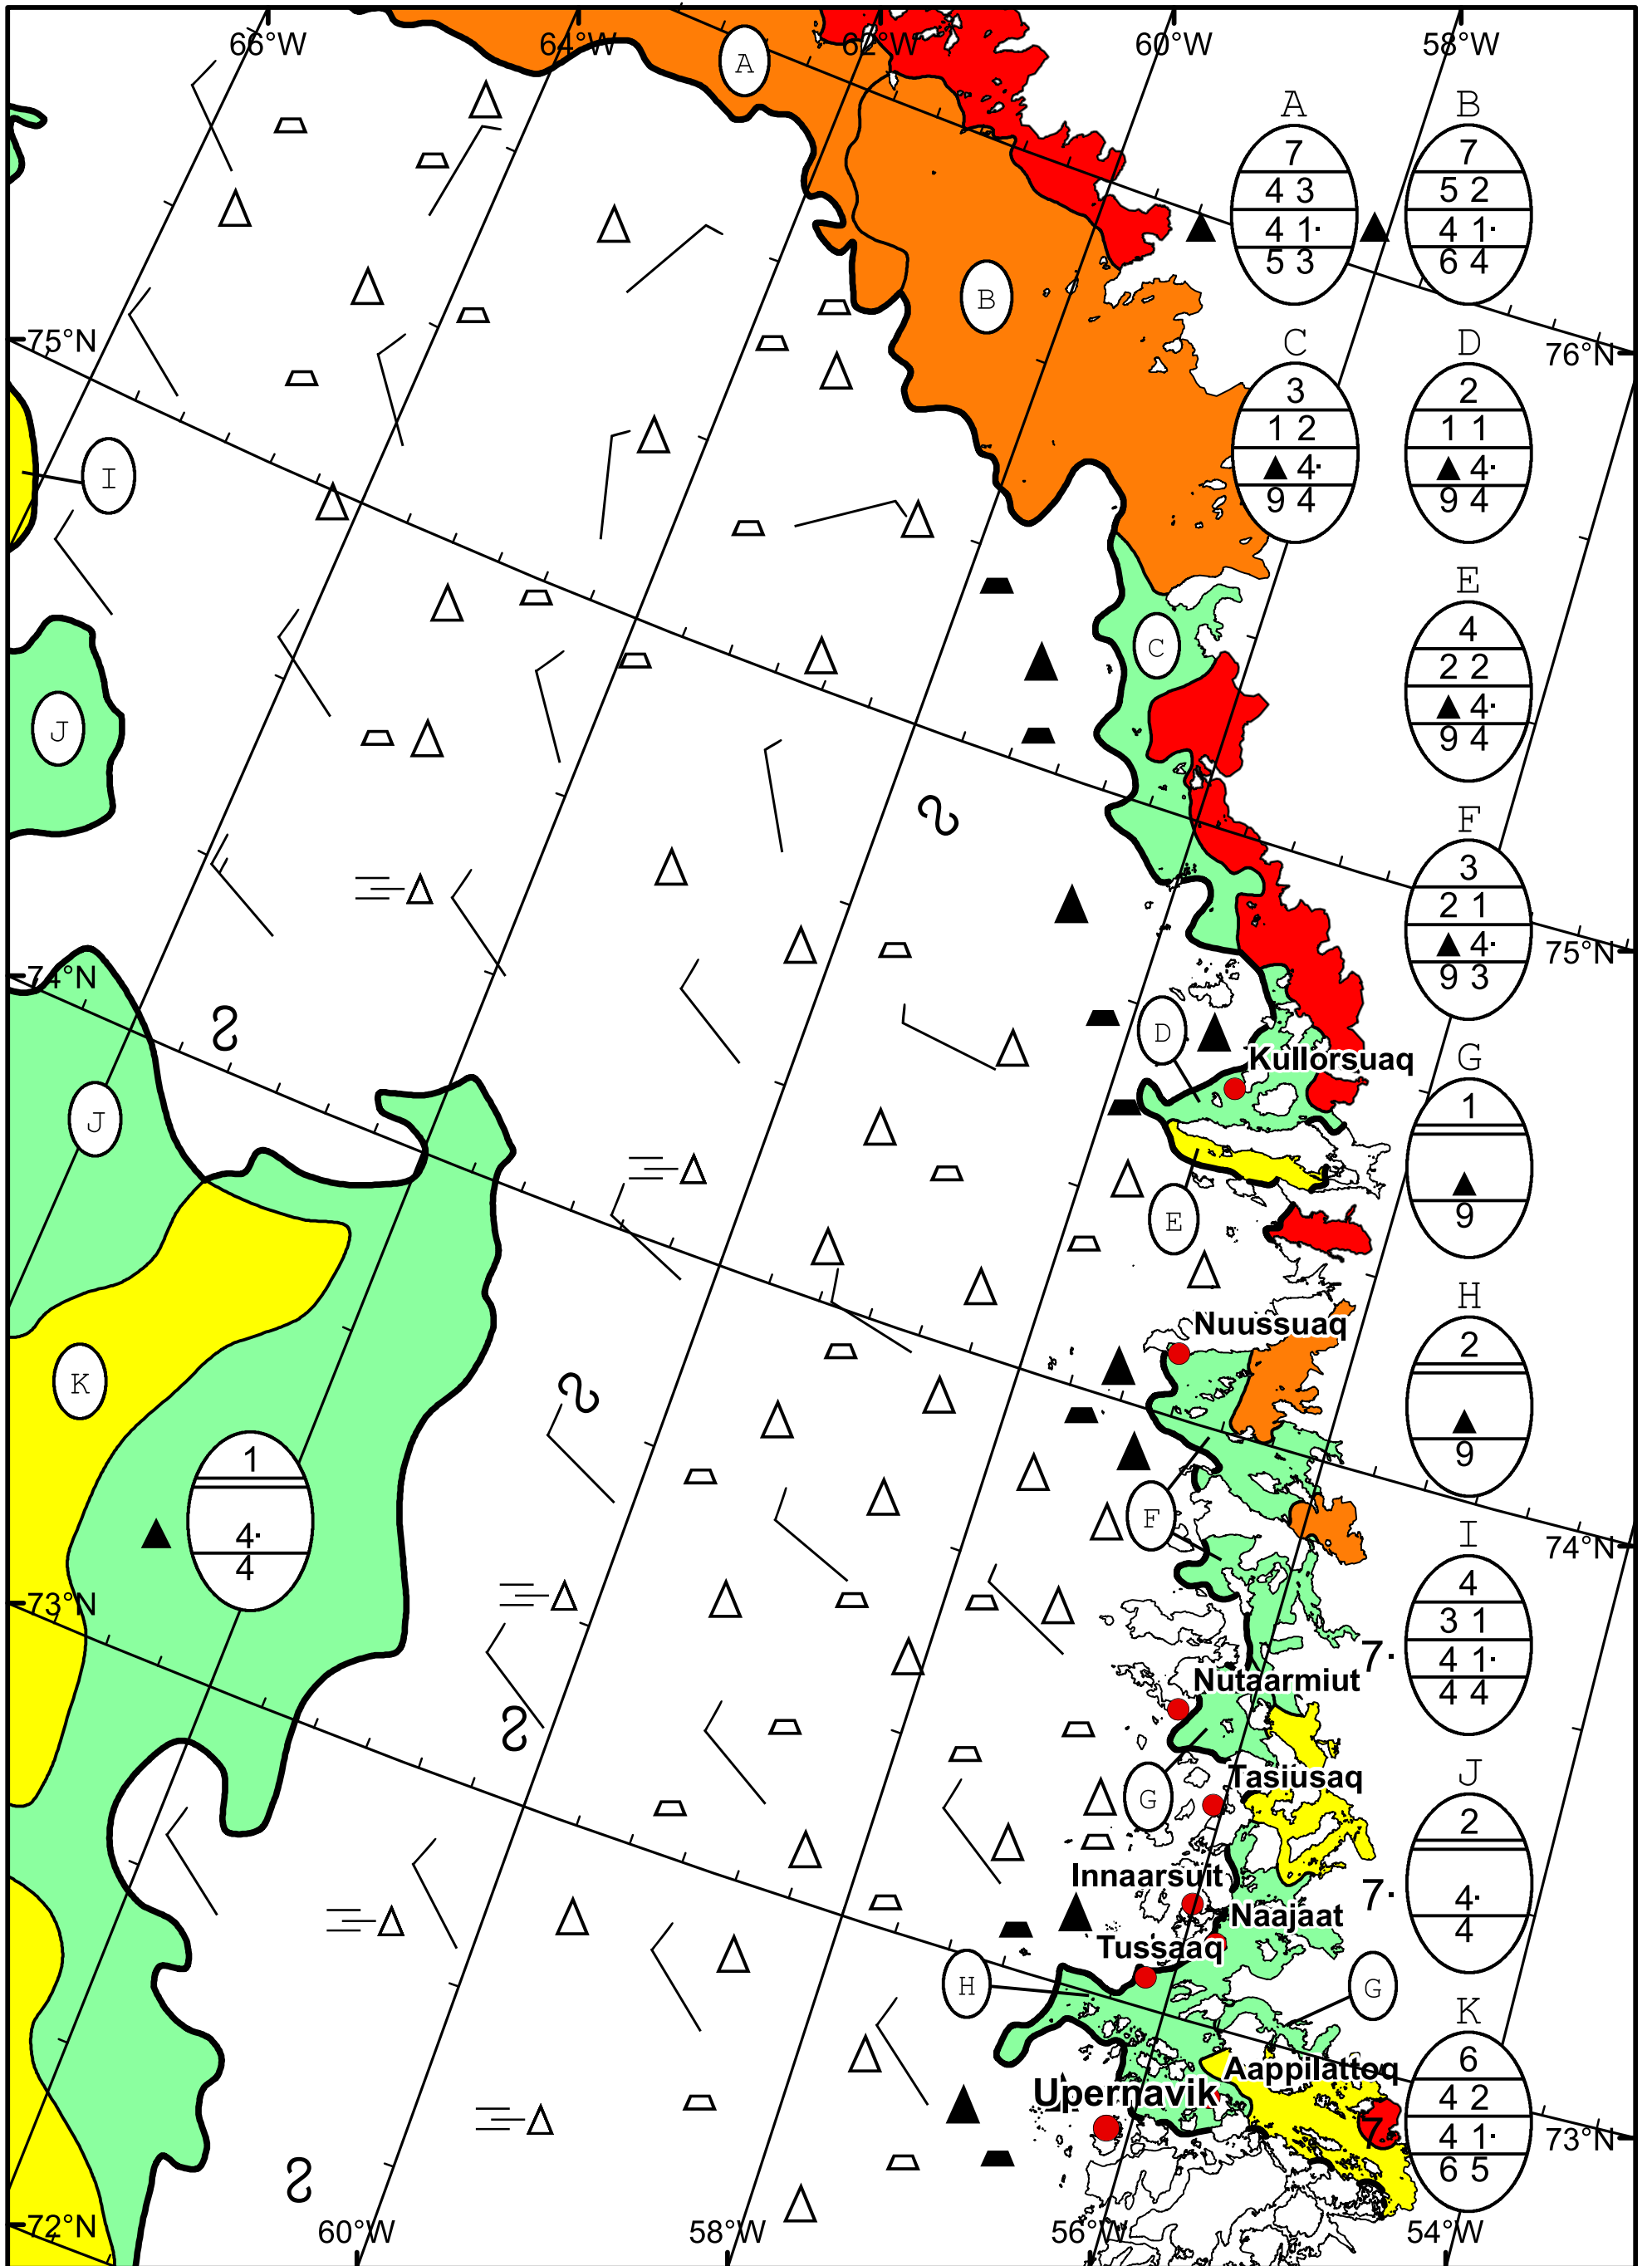 66°W 64°W 62°W 60°W 58°W
A
A B
7 7
4 3 5 2
▲ 4 1· ▲ 4 1·
5 3 6 4
B
75°N
76°N
C D
3 2
1 2 1 1
▲ 4· ▲ 4·
9 4 9 4
I
E
4
2 2
▲ 4·
9 4
C
J
F
3
2 1
▲ 4·
9 3
75°N
74°N
D
Kullorsuaq
G
1
▲
9
J
E
H
2
▲
9
Nuussuaq
K
1
▲ 4·
4
F
I
4
3 1
7· 4 1·
4 4
74°N
73°N
Nutaarmiut
G
Tasiusaq
J
2
7· 4·
4
Innaarsuit
Naajaat
Tussaaq
H
G
K
6
4 2
7· 4 1·
6 5
Aappilattoq
Upernavik
73°N
72°N
60°W 58°W 56°W 54°W